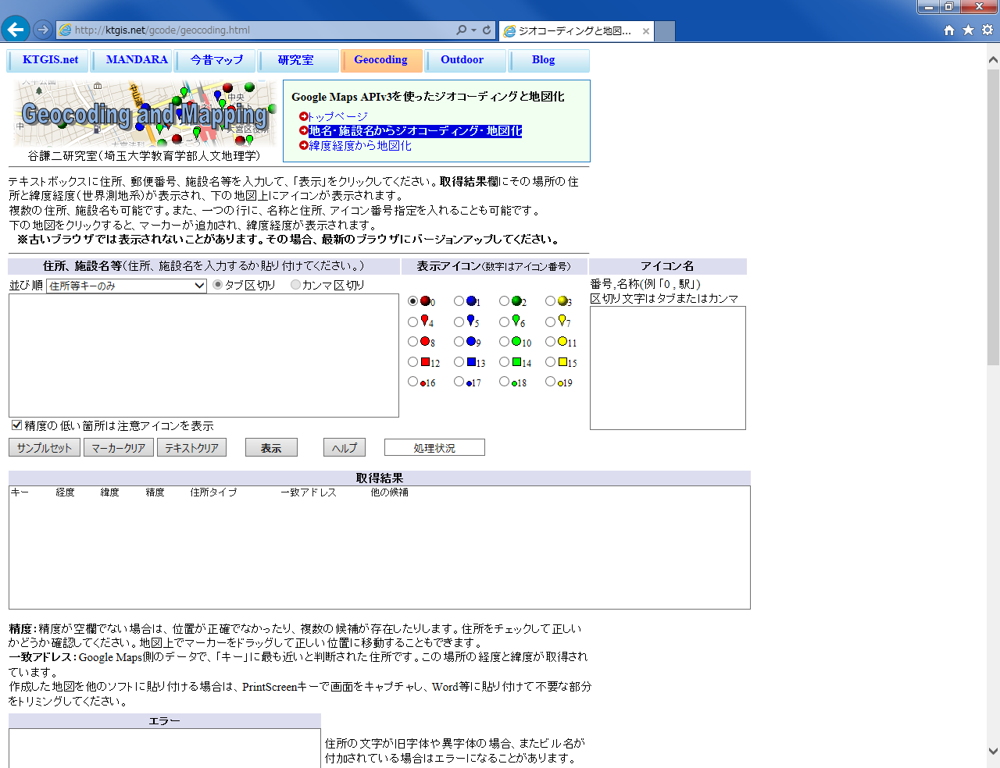 http://ktgis.net/gcode/geocoding.html
ジオコーディングと地図...
KTGIS.net
MANDARA
今昔マップ
研究室
Geocoding
Outdoor
Blog
Geocoding and Mapping
谷謙二研究室(埼玉大学教育学部人文地理学)
Google Maps APIv3を使ったジオコーディングと地図化
トップページ
地名・施設名からジオコーディング・地図化
緯度経度から地図化
テキストボックスに住所、郵便番号、施設名等を入力して、「表示」をクリックしてください。取得結果欄にその場所の住
所と緯度経度(世界測地系)が表示され、下の地図上にアイコンが表示されます。
複数の住所、施設名も可能です。また、一つの行に、名称と住所、アイコン番号指定を入れることも可能です。
下の地図をクリックすると、マーカーが追加され、緯度経度が表示されます。
※古いブラウザでは表示されないことがあります。その場合、最新のブラウザにバージョンアップしてください。
住所、施設名等(住所、施設名を入力するか貼り付けてください。)
並び順 住所等キーのみ タブ区切り カンマ区切り
精度の低い箇所は注意アイコンを表示
表示アイコン(数字はアイコン番号)
0 1 2 3
4 5 6 7
8 9 10 11
12 13 14 15
16 17 18 19
アイコン名
番号,名称(例「0 , 駅」)
区切り文字はタブまたはカンマ
サンプルセット マーカークリア テキストクリア 表示 ヘルプ 処理状況
取得結果
キー 経度 緯度 精度 住所タイプ 一致アドレス 他の候補
精度:精度が空欄でない場合は、位置が正確でなかったり、複数の候補が存在したりします。住所をチェックして正しい
かどうか確認してください。地図上でマーカーをドラッグして正しい位置に移動することもできます。
一致アドレス:Google Maps側のデータで、「キー」に最も近いと判断された住所です。この場所の経度と緯度が取得され
ています。
作成した地図を他のソフトに貼り付ける場合は、PrintScreenキーで画面をキャプチャし、Word等に貼り付けて不要な部分
をトリミングしてください。
エラー
住所の文字が旧字体や異字体の場合、またビル名が
付加されている場合はエラーになることがあります。